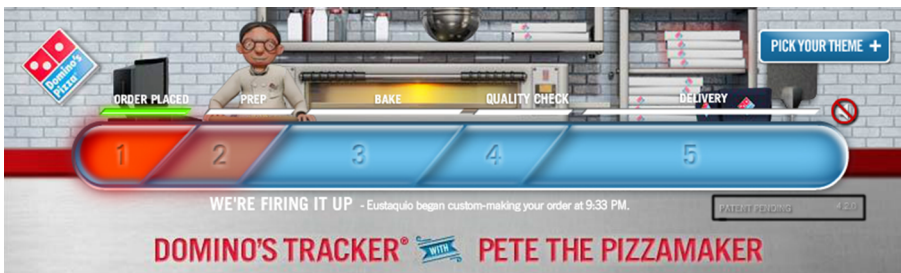 Domino's
Pizza
PICK YOUR THEME +
ORDER PLACED PREP BAKE QUALITY CHECK DELIVERY
1 2 3 4 5
WE'RE FIRING IT UP - Eustaquio began custom-making your order at 9:33 PM.
PATENT PENDING
DOMINO'S TRACKER® WITH PETE THE PIZZAMAKER